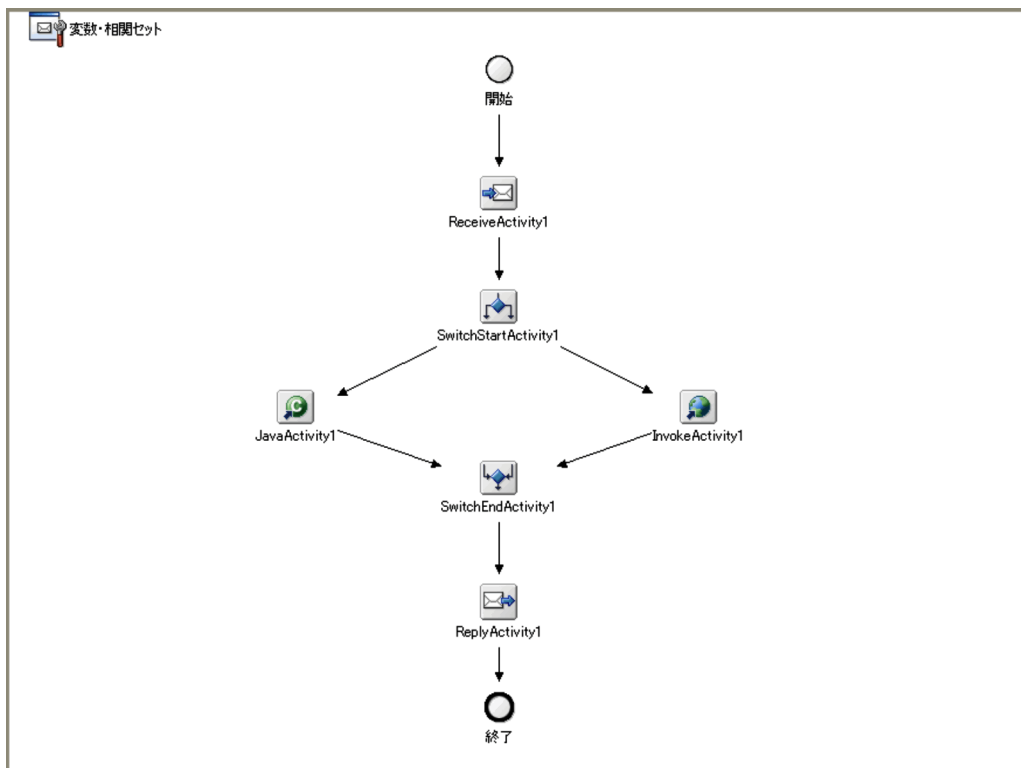 変数・相関セット
開始
ReceiveActivity1
SwitchStartActivity1
JavaActivity1
InvokeActivity1
SwitchEndActivity1
ReplyActivity1
終了